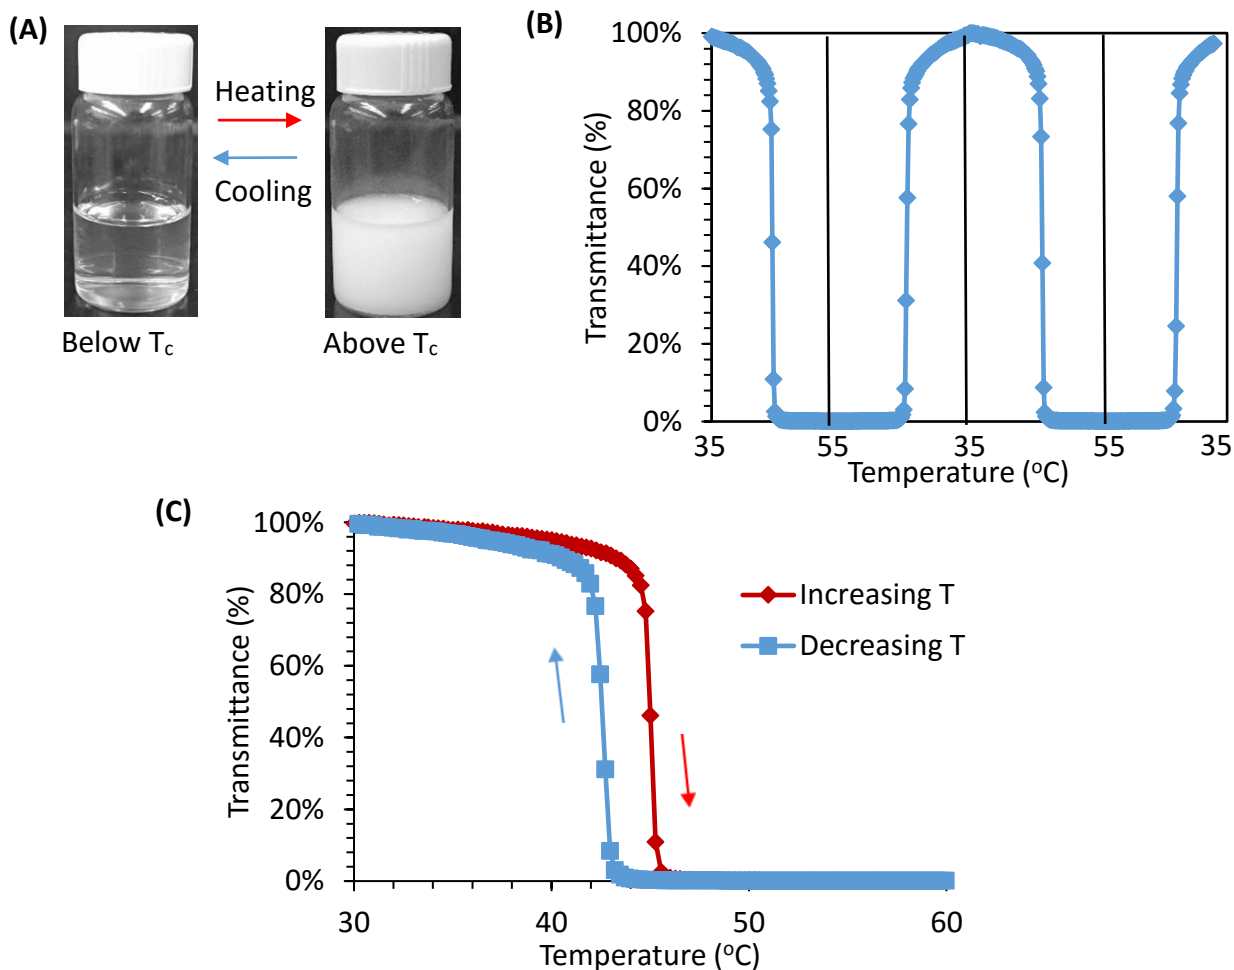 (A)
Heating
Cooling
Below Tc
Above Tc
(B)
Transmittance (%)
100%
80%
60%
40%
20%
0%
35
55
35
55
35
Temperature (oC)
(C)
Transmittance (%)
100%
80%
60%
40%
20%
0%
30
40
50
60
Temperature (oC)
Increasing T
Decreasing T